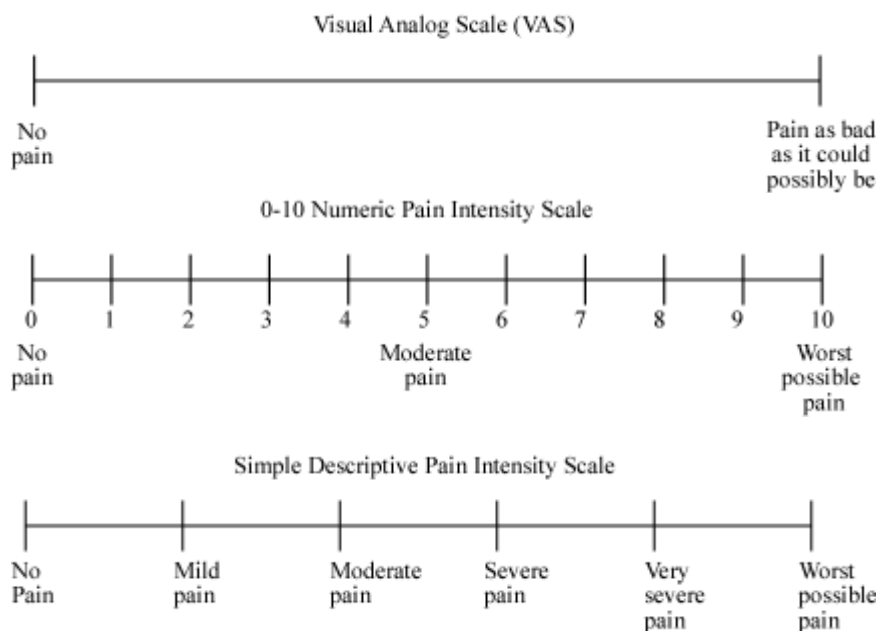 Visual Analog Scale (VAS)
No
pain
Pain as bad
as it could
possibly be
0-10 Numeric Pain Intensity Scale
0 1 2 3 4 5 6 7 8 9 10
No
pain
Moderate
pain
Worst
possible
pain
Simple Descriptive Pain Intensity Scale
No
Pain
Mild
pain
Moderate
pain
Severe
pain
Very
severe
pain
Worst
possible
pain